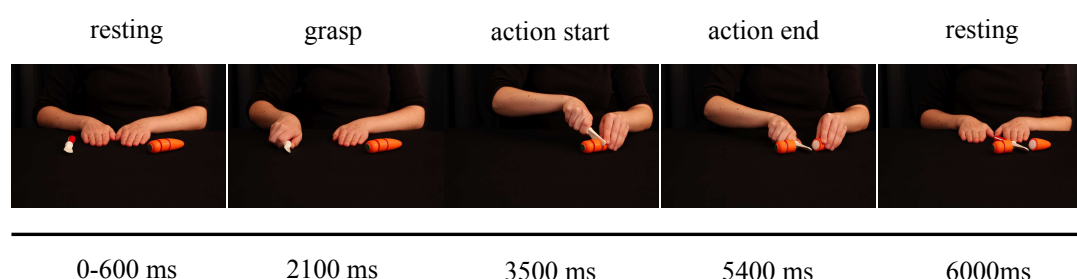 resting grasp action start action end resting
0-600 ms 2100 ms 3500 ms 5400 ms 6000ms